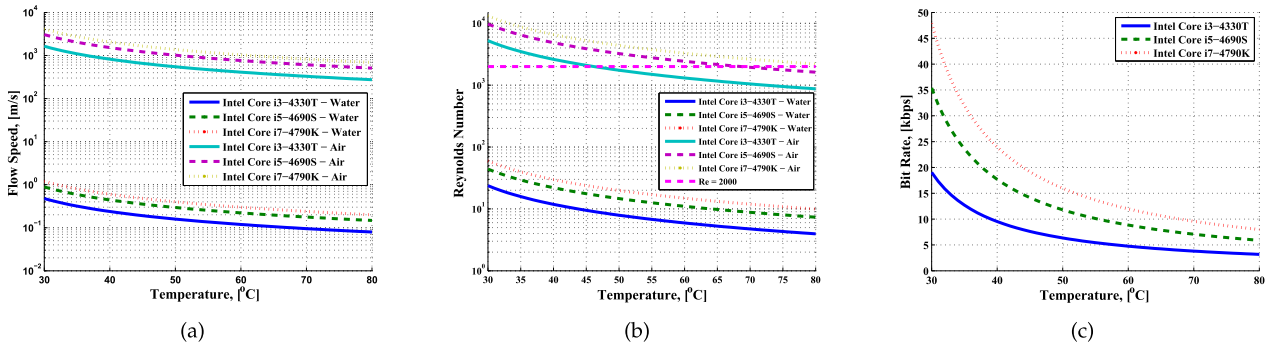 10^4
10^3
10^2
10^1
10^0
10^-1
10^-2
Flow Speed, [m/s]
30 40 50 60 70 80
Temperature, [°C]
Intel Core i3-4330T - Water
Intel Core i5-4690S - Water
Intel Core i7-4790K - Water
Intel Core i3-4330T - Air
Intel Core i5-4690S - Air
Intel Core i7-4790K - Air
(a)
10^4
10^3
10^2
10^1
10^0
Reynolds Number
30 35 40 45 50 55 60 65 70 75 80
Temperature, [°C]
Intel Core i3-4330T - Water
Intel Core i5-4690S - Water
Intel Core i7-4790K - Water
Intel Core i3-4330T - Air
Intel Core i5-4690S - Air
Intel Core i7-4790K - Air
Re = 2000
(b)
50
45
40
35
30
25
20
15
10
5
0
Bit Rate, [kbps]
30 40 50 60 70 80
Temperature, [°C]
Intel Core i3-4330T
Intel Core i5-4690S
Intel Core i7-4790K
(c)